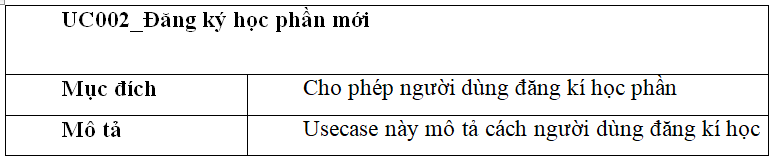 UC002_Đăng ký học phần mới
Mục đích Cho phép người dùng đăng kí học phần
Mô tả Usecase này mô tả cách người dùng đăng kí học